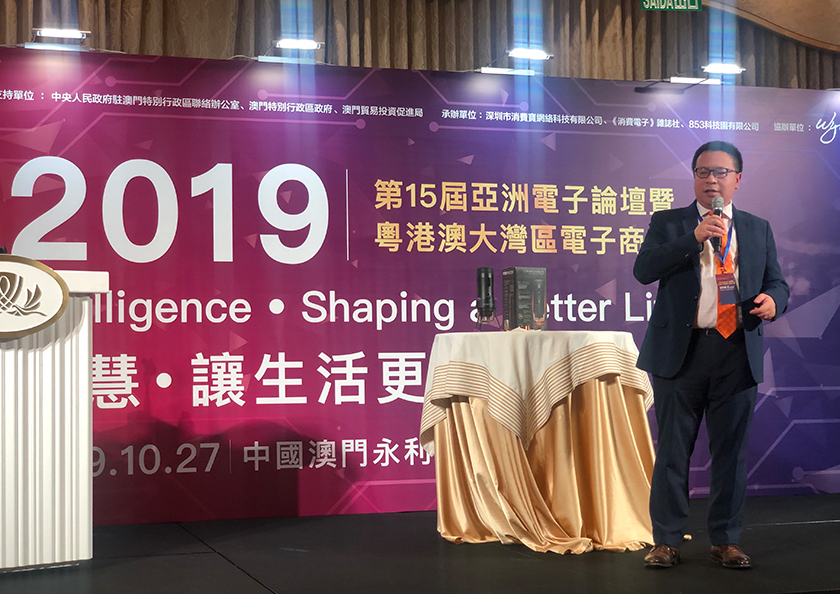 SAIDA出口
支持單位：中央人民政府駐澳門特別行政區聯絡辦公室、澳門特別行政區政府、澳門貿易投資促進局
承辦單位：深圳市消費寶網絡科技有限公司、《消費電子》雜誌社、853科技圈有限公司
協辦單位：
2019
第15屆亞洲電子論壇暨
粵港澳大灣區電子商
lligence • Shaping a etter Li
慧 • 讓生活更
9.10.27 | 中國澳門永利